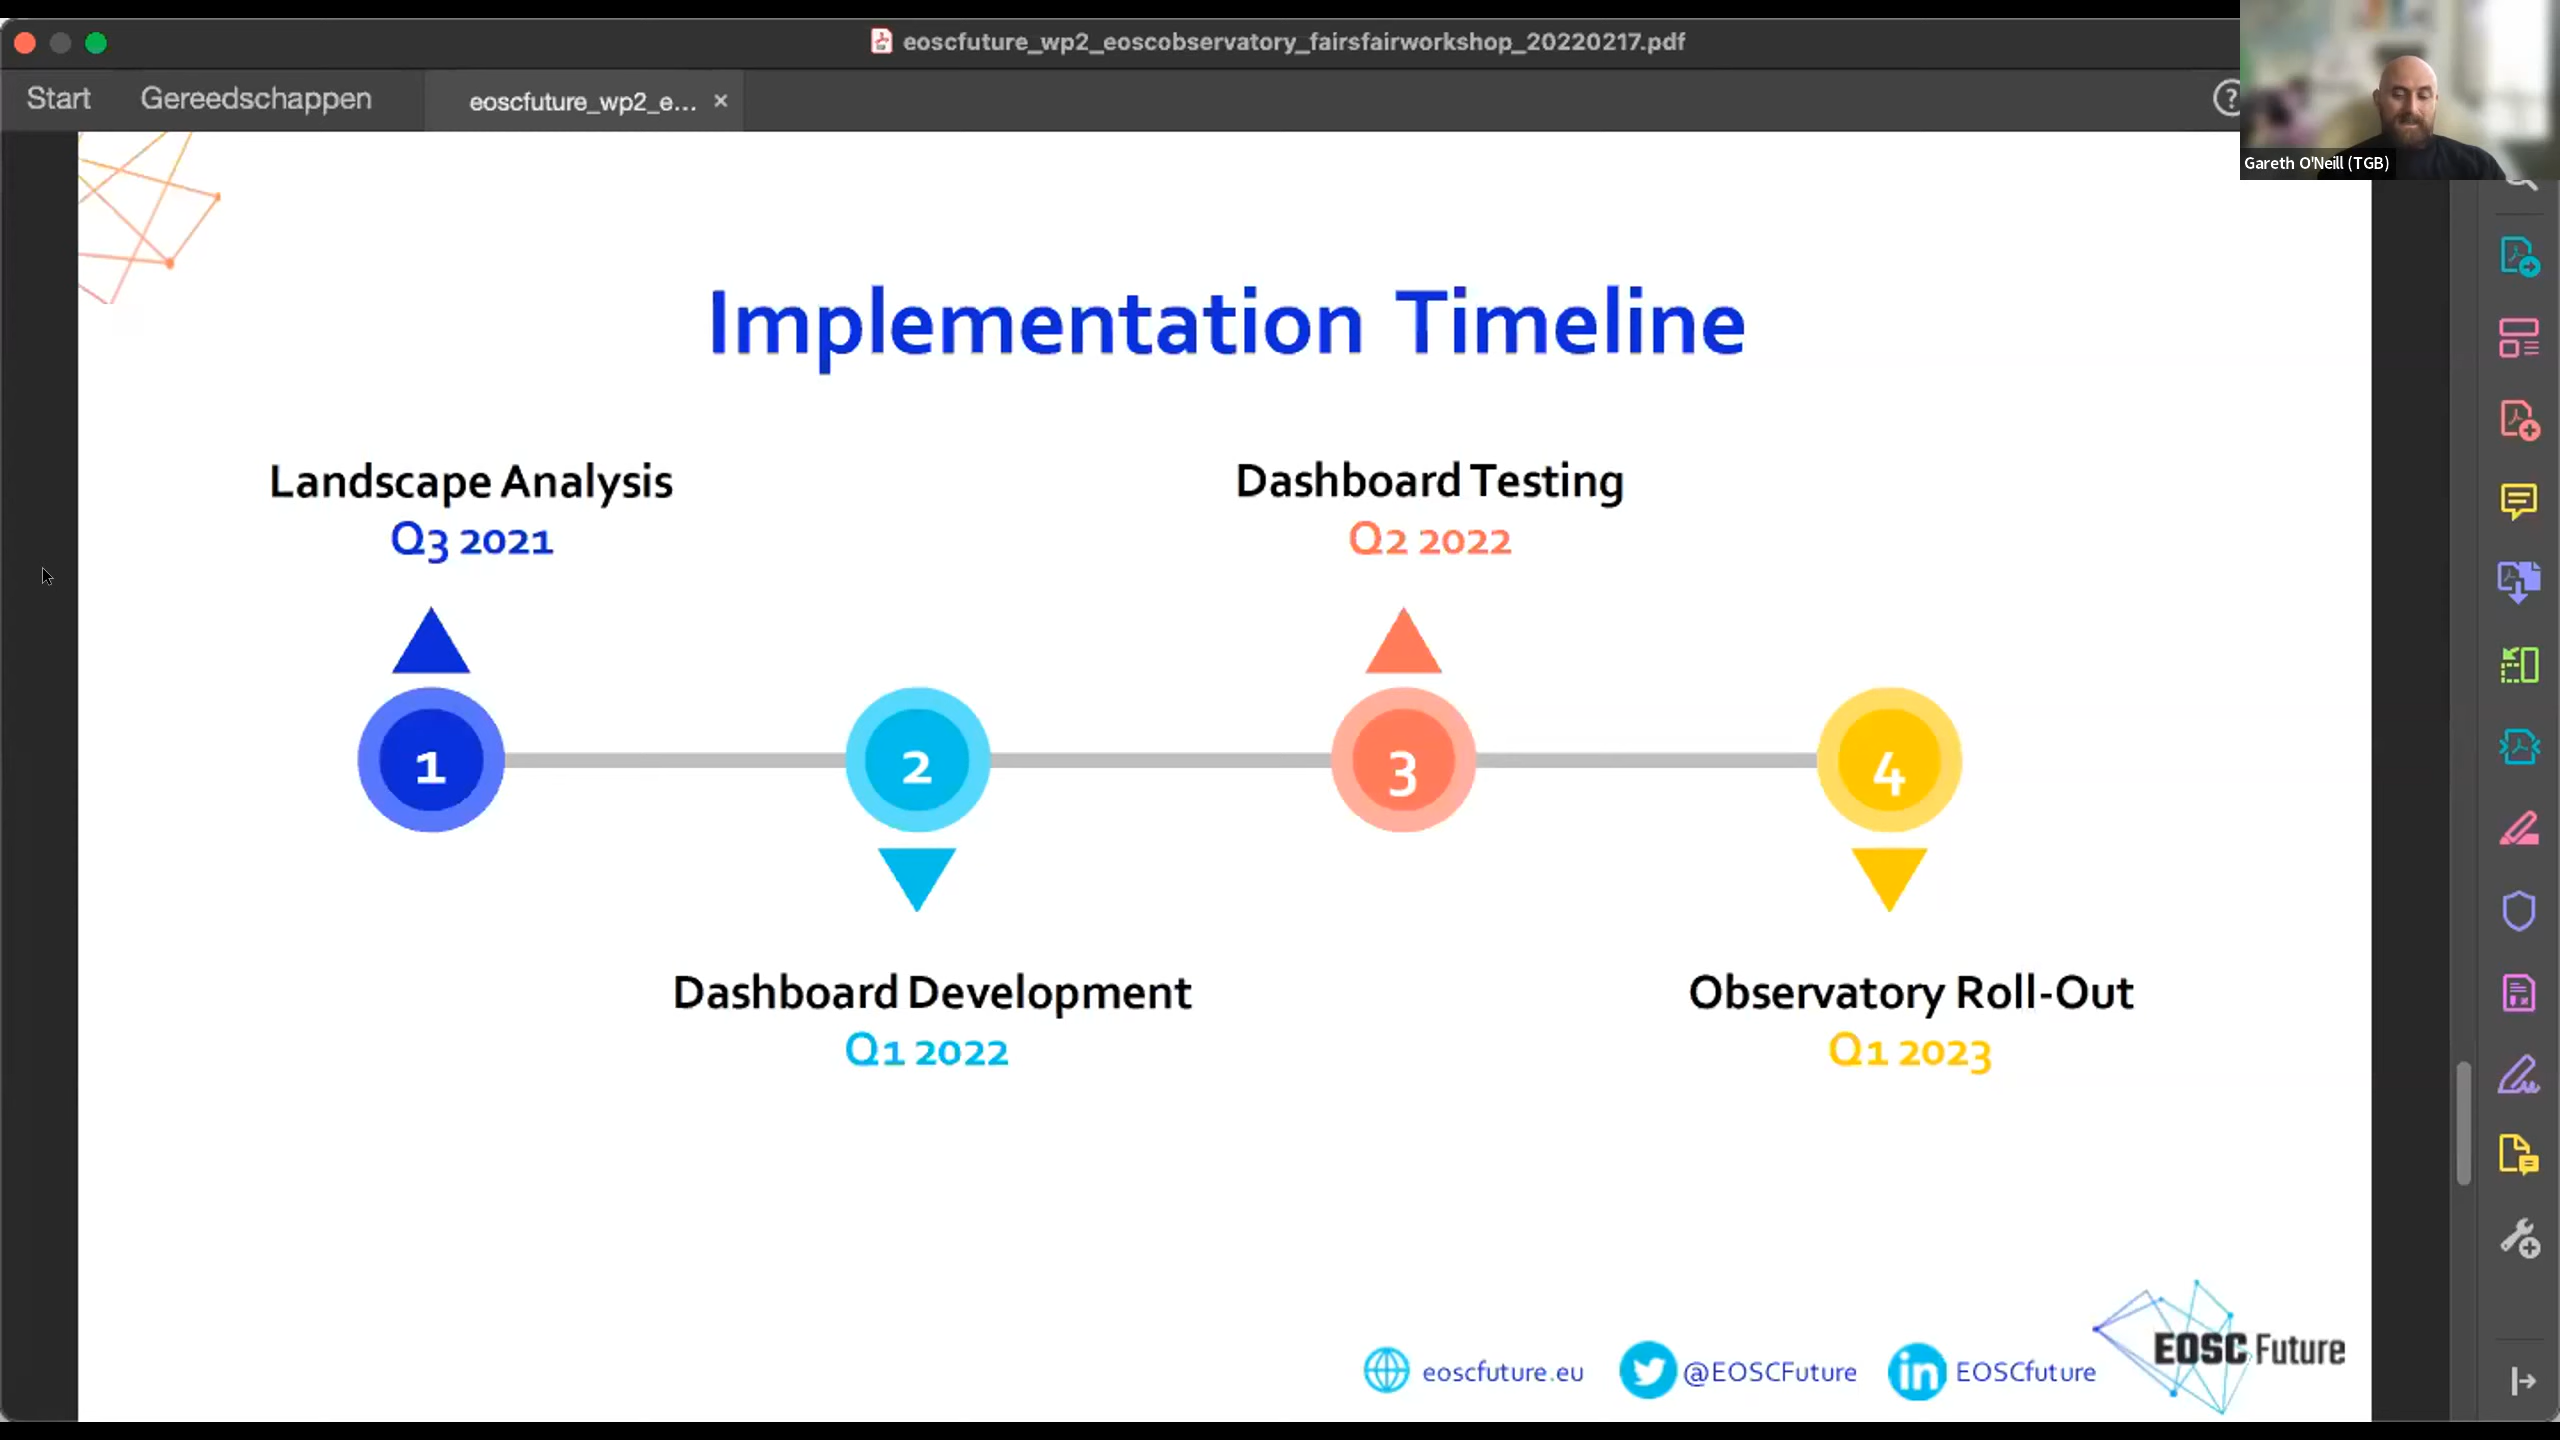 eoscfuture_wp2_eoscobservatory_fairsfairworkshop_20220217.pdf
Start
Gereedschappen
eoscfuture_wp2_e... ×
?
Gareth O'Neill (TGB)
Implementation Timeline
Landscape Analysis
Q3 2021
Dashboard Testing
Q2 2022
1
2
3
4
Dashboard Development
Q1 2022
Observatory Roll-Out
Q1 2023
eoscfuture.eu
@EOSCFuture
in EOSCfuture
EOSC Future